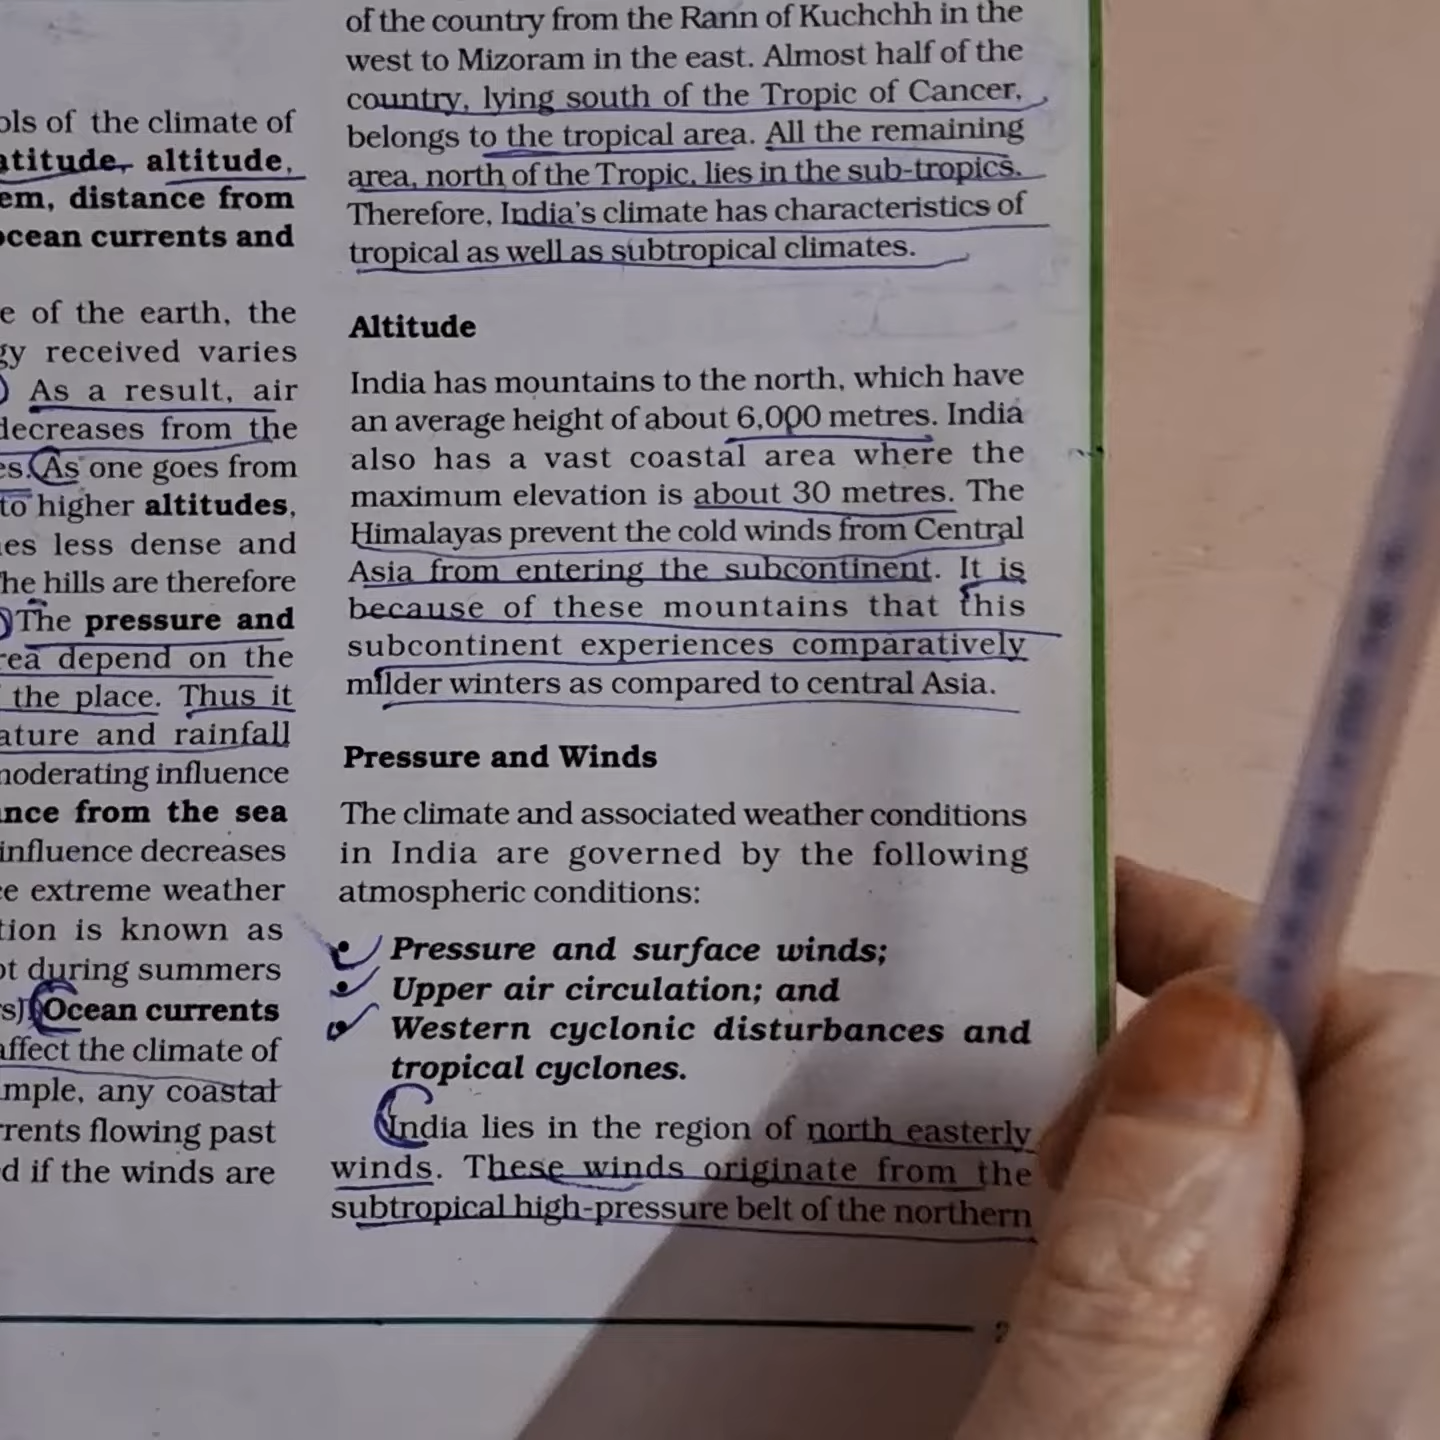 ols of the climate of
atitude, altitude,
em, distance from
ocean currents and
e of the earth, the
gy received varies
As a result, air
decreases from the
es. As one goes from
to higher altitudes,
es less dense and
he hills are therefore
The pressure and
rea depend on the
the place. Thus it
ature and rainfall
moderating influence
nce from the sea
influence decreases
e extreme weather
tion is known as
ot during summers
s) Ocean currents
affect the climate of
mple, any coastal
rrents flowing past
d if the winds are
of the country from the Rann of Kuchchh in the
west to Mizoram in the east. Almost half of the
country, lying south of the Tropic of Cancer,
belongs to the tropical area. All the remaining
area, north of the Tropic, lies in the sub-tropics.
Therefore, India's climate has characteristics of
tropical as well as subtropical climates.
Altitude
India has mountains to the north, which have
an average height of about 6,000 metres. India
also has a vast coastal area where the
maximum elevation is about 30 metres. The
Himalayas prevent the cold winds from Central
Asia from entering the subcontinent. It is
because of these mountains that this
subcontinent experiences comparatively
milder winters as compared to central Asia.
Pressure and Winds
The climate and associated weather conditions
in India are governed by the following
atmospheric conditions:
• Pressure and surface winds;
• Upper air circulation; and
• Western cyclonic disturbances and
tropical cyclones.
India lies in the region of north easterly
winds. These winds originate from the
subtropical high-pressure belt of the northern